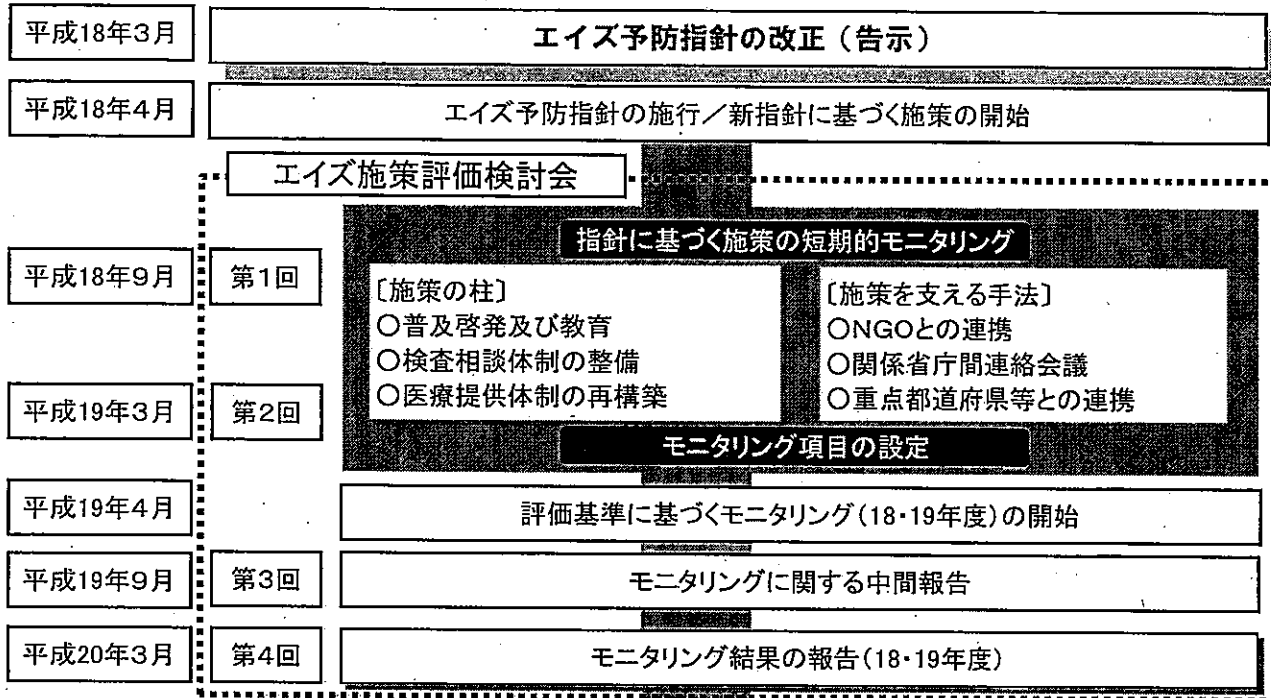 平成18年3月
エイズ予防指針の改正（告示）
平成18年4月
エイズ予防指針の施行／新指針に基づく施策の開始
エイズ施策評価検討会
指針に基づく施策の短期的モニタリング
平成18年9月
第1回
〔施策の柱〕
○普及啓発及び教育
○検査相談体制の整備
○医療提供体制の再構築
〔施策を支える手法〕
○NGOとの連携
○関係省庁間連絡会議
○重点都道府県等との連携
平成19年3月
第2回
モニタリング項目の設定
平成19年4月
評価基準に基づくモニタリング（18・19年度）の開始
平成19年9月
第3回
モニタリングに関する中間報告
平成20年3月
第4回
モニタリング結果の報告（18・19年度）